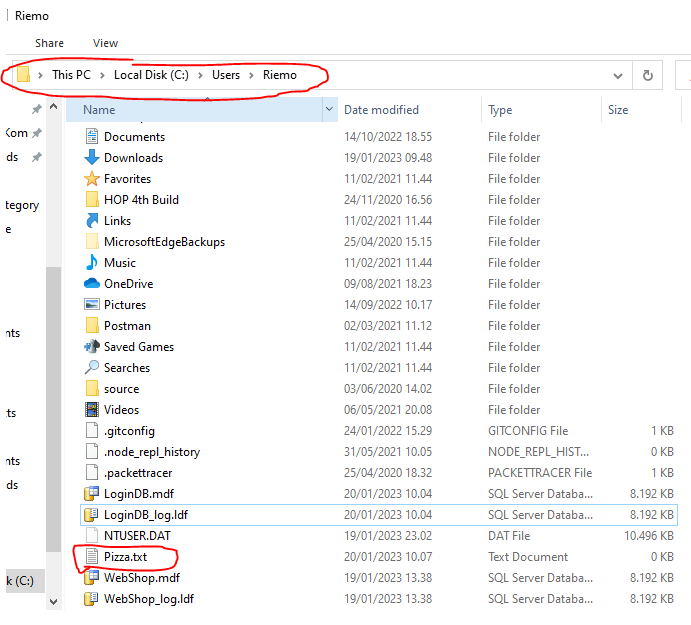 Riemo
Share View
This PC > Local Disk (C:) > Users > Riemo
Name Date modified Type Size
Documents 14/10/2022 18.55 File folder
Kom
Downloads 19/01/2023 09.48 File folder
ds
Favorites 11/02/2021 11.44 File folder
HOP 4th Build 24/11/2020 16.56 File folder
tegory
Links 11/02/2021 11.44 File folder
e
MicrosoftEdgeBackups 25/04/2020 15.15 File folder
Music 11/02/2021 11.44 File folder
OneDrive 09/08/2021 18.23 File folder
Pictures 14/09/2022 10.17 File folder
Postman 02/03/2021 11.12 File folder
nts
Saved Games 11/02/2021 11.44 File folder
Searches 11/02/2021 11.44 File folder
source 03/06/2020 14.02 File folder
Videos 06/05/2021 20.08 File folder
ts
.gitconfig 24/01/2022 15.29 GITCONFIG File 1 KB
.node_repl_history 31/05/2021 10.05 NODE_REPL_HIST... 0 KB
nts
.packettracer 25/04/2020 18.32 PACKETTRACER File 0 KB
ds
LoginDB.mdf 20/01/2023 10.04 SQL Server Databa... 8.192 KB
LoginDB_log.ldf 20/01/2023 10.04 SQL Server Databa... 8.192 KB
NTUSER.DAT 19/01/2023 23.02 DAT File 10.496 KB
Pizza.txt 20/01/2023 10.07 Text Document 0 KB
k (C:)
WebShop.mdf 19/01/2023 13.38 SQL Server Databa... 8.192 KB
WebShop_log.ldf 19/01/2023 13.38 SQL Server Databa... 8.192 KB